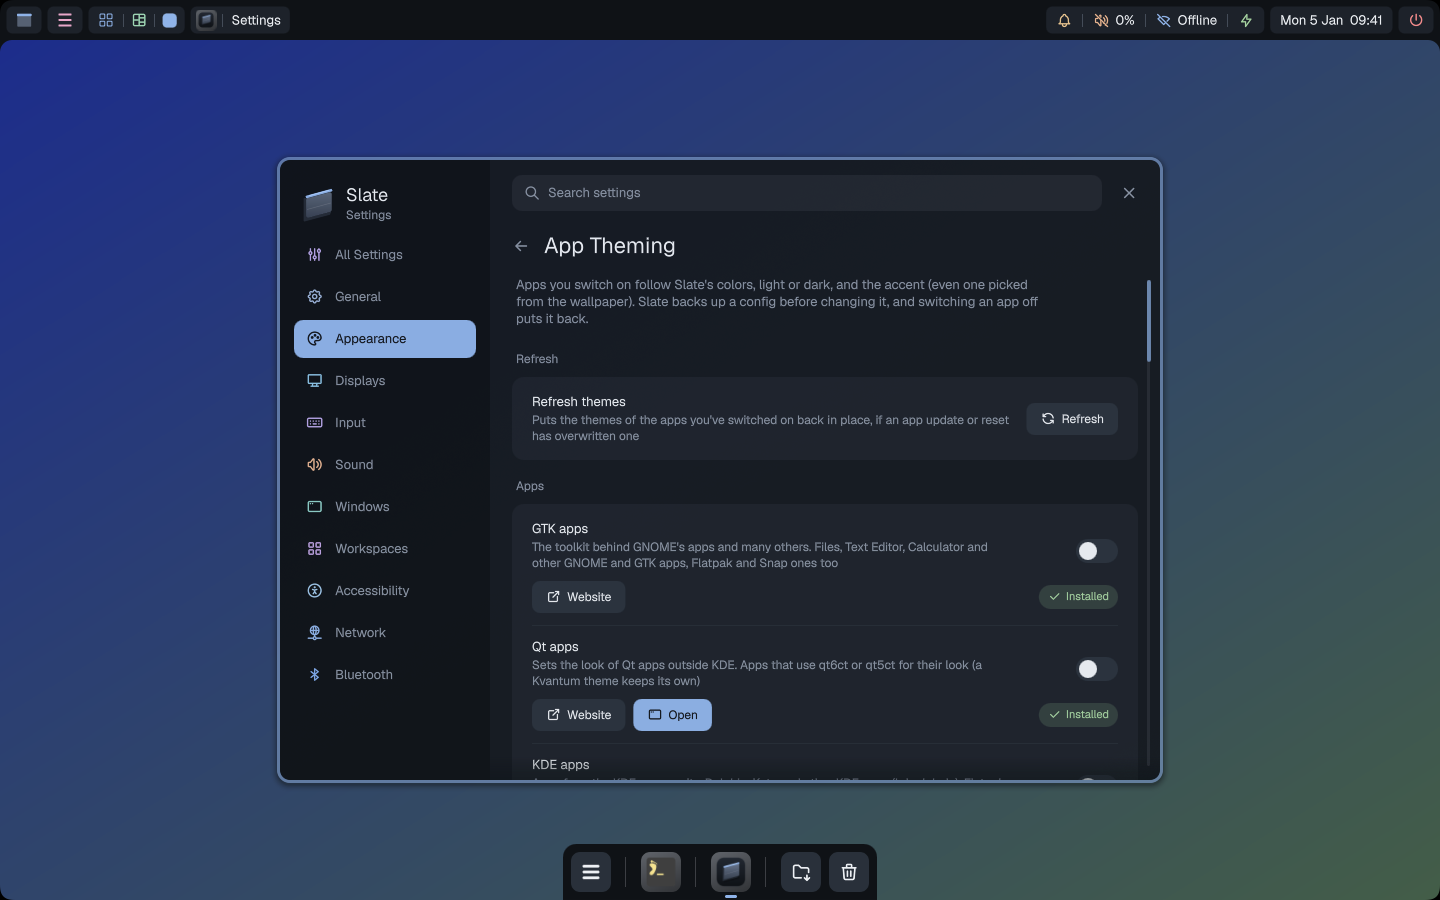 Settings
0%
Offline
Mon 5 Jan 09:41
Slate
Settings
Search settings
All Settings
General
Appearance
Displays
Input
Sound
Windows
Workspaces
Accessibility
Network
Bluetooth
App Theming
Apps you switch on follow Slate's colors, light or dark, and the accent (even one picked
from the wallpaper). Slate backs up a config before changing it, and switching an app off
puts it back.
Refresh
Refresh themes
Puts the themes of the apps you've switched on back in place, if an app update or reset
has overwritten one
Refresh
Apps
GTK apps
The toolkit behind GNOME's apps and many others. Files, Text Editor, Calculator and
other GNOME and GTK apps, Flatpak and Snap ones too
Website
Installed
Qt apps
Sets the look of Qt apps outside KDE. Apps that use qt6ct or qt5ct for their look (a
Kvantum theme keeps its own)
Website
Open
Installed
KDE apps